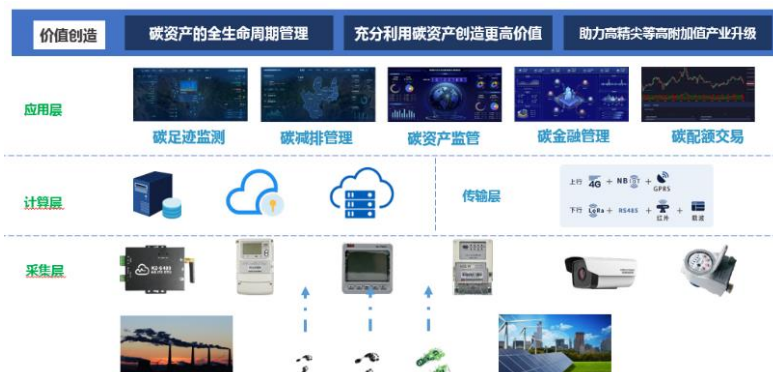 价值创造
碳资产的全生命周期管理
充分利用碳资产创造更高价值
助力高精尖等高附加值产业升级
应用层
碳足迹监测
碳减排管理
碳资产监管
碳金融管理
碳配额交易
计算层
传输层
上行 4G + NB + GPRS
下行 LoRa + RS485 + 红外 + 载波
采集层